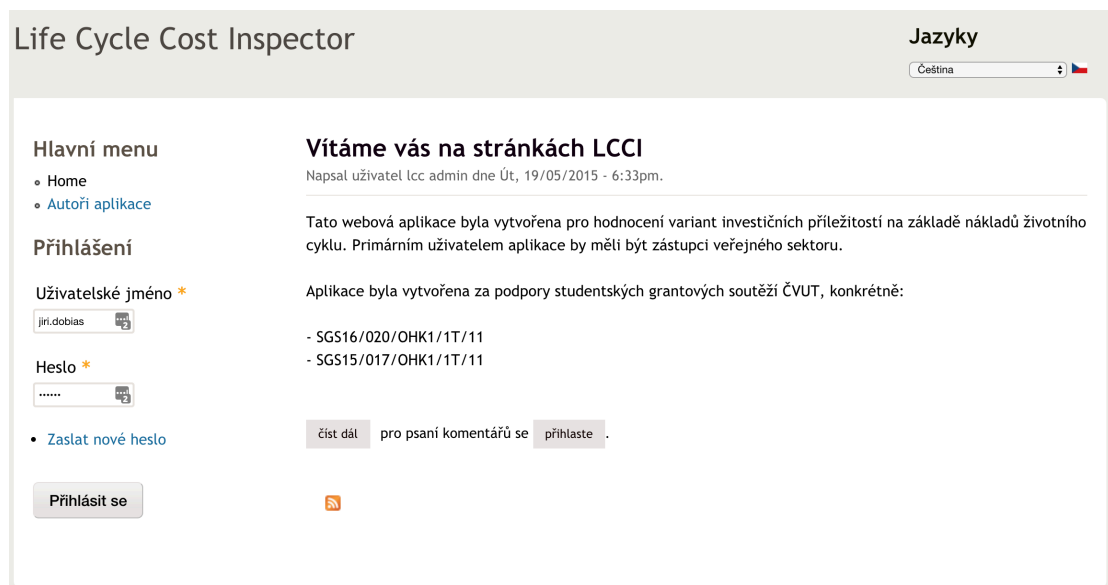 Life Cycle Cost Inspector
Jazyky
Čeština
Hlavní menu
Home
Autoři aplikace
Přihlášení
Uživatelské jméno *
jiri.dobias
Heslo *
······
Zaslat nové heslo
Přihlásit se
Vítáme vás na stránkách LCCI
Napsal uživatel lcc admin dne Út, 19/05/2015 - 6:33pm.
Tato webová aplikace byla vytvořena pro hodnocení variant investičních příležitostí na základě nákladů životního
cyklu. Primárním uživatelem aplikace by měli být zástupci veřejného sektoru.
Aplikace byla vytvořena za podpory studentských grantových soutěží ČVUT, konkrétně:
- SGS16/020/OHK1/1T/11
- SGS15/017/OHK1/1T/11
číst dál pro psaní komentářů se přihlaste .